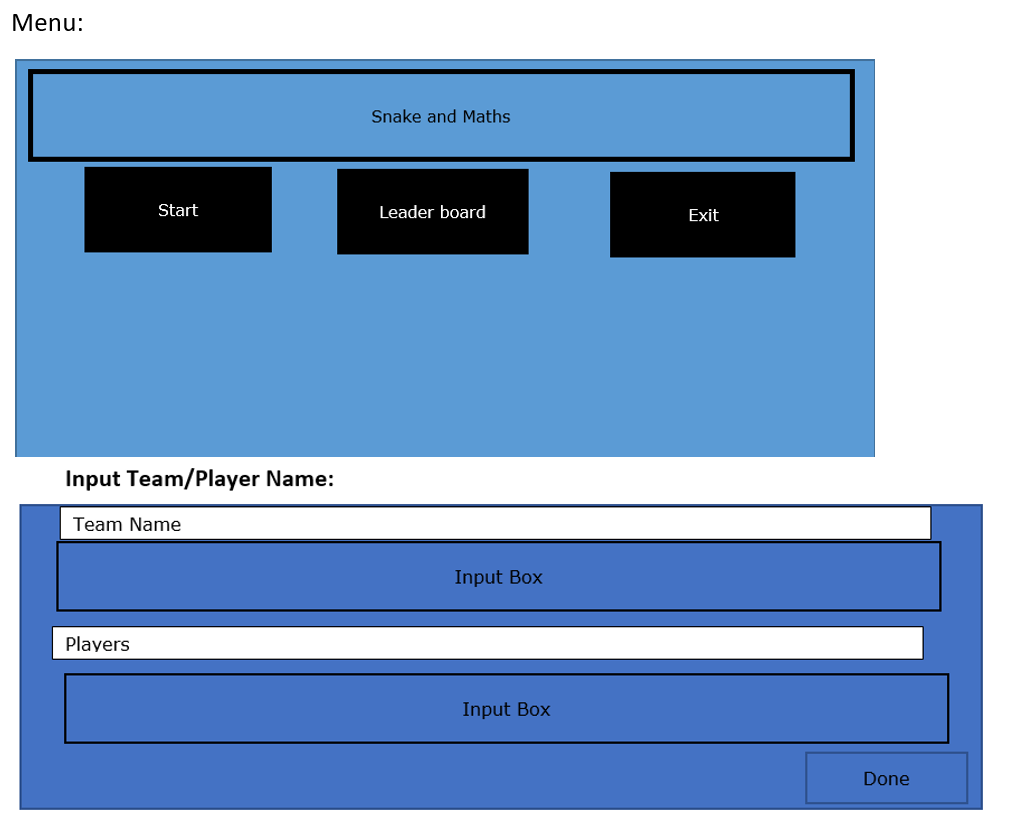 Menu:
Snake and Maths
Start
Leader board
Exit
Input Team/Player Name:
Team Name
Input Box
Players
Input Box
Done